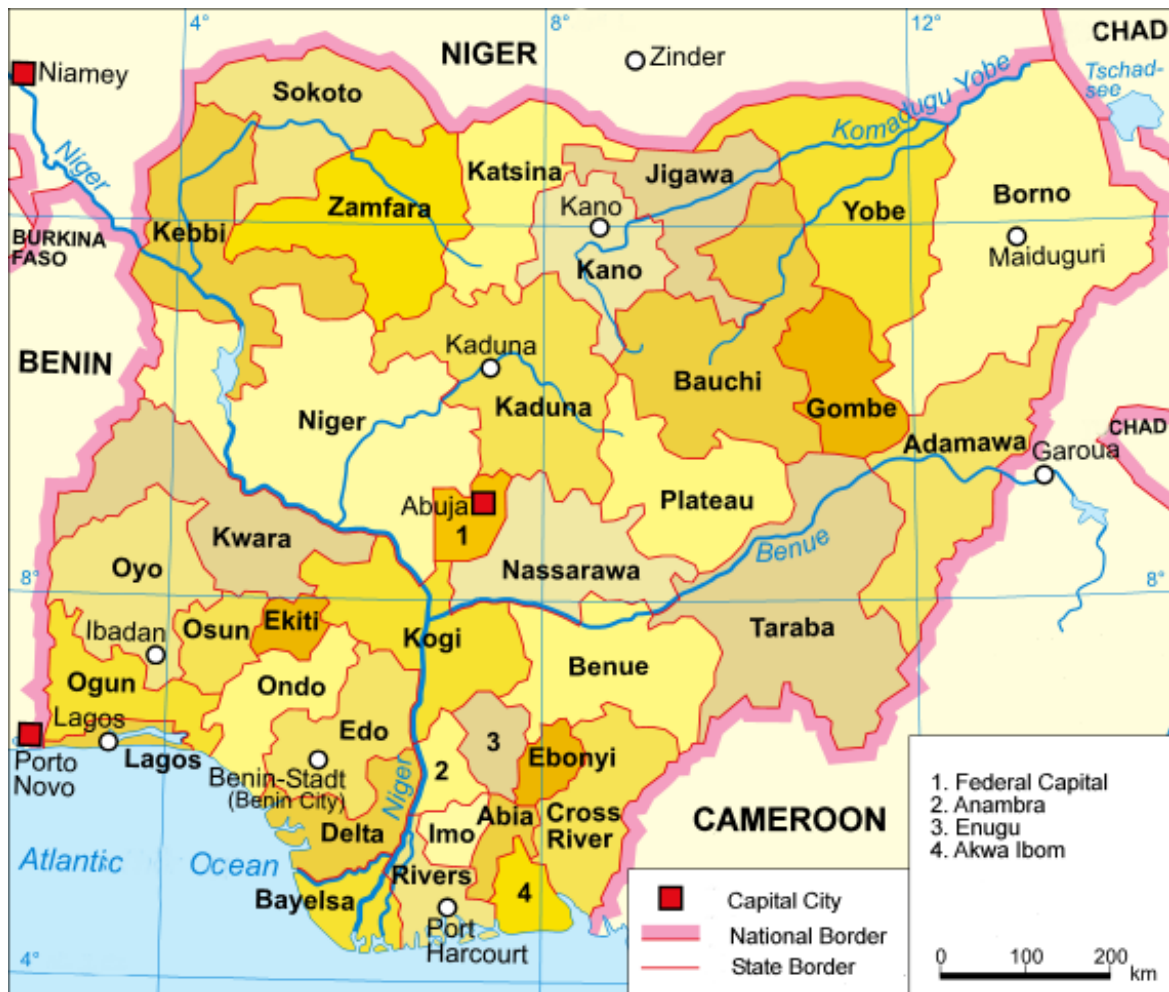 4°
8°
12°
CHAD
NIGER
Zinder
Niamey
Tschad-
see
Sokoto
Komadugu Yobe
Niger
Katsina
Jigawa
Zamfara
Yobe
Borno
Kebbi
Kano
BURKINA
FASO
Maiduguri
Kano
BENIN
Kaduna
Bauchi
Kaduna
Niger
Gombe
CHAD
Adamawa
Garoua
Abuja
Plateau
1
Kwara
Benue
Oyo
Nassarawa
8°
8°
Ekiti
Osun
Ibadan
Kogi
Taraba
Benue
Ogun
Ondo
Lagos
Edo
3
Ebonyi
Porto
Novo
Lagos
2
Benin-Stadt
(Benin City)
Niger
Abia
Cross
River
Delta
Imo
CAMEROON
Atlantic Ocean
Rivers
4
Bayelsa
Port
Harcourt
4°
1. Federal Capital
2. Anambra
3. Enugu
4. Akwa Ibom
Capital City
National Border
State Border
0 100 200
km